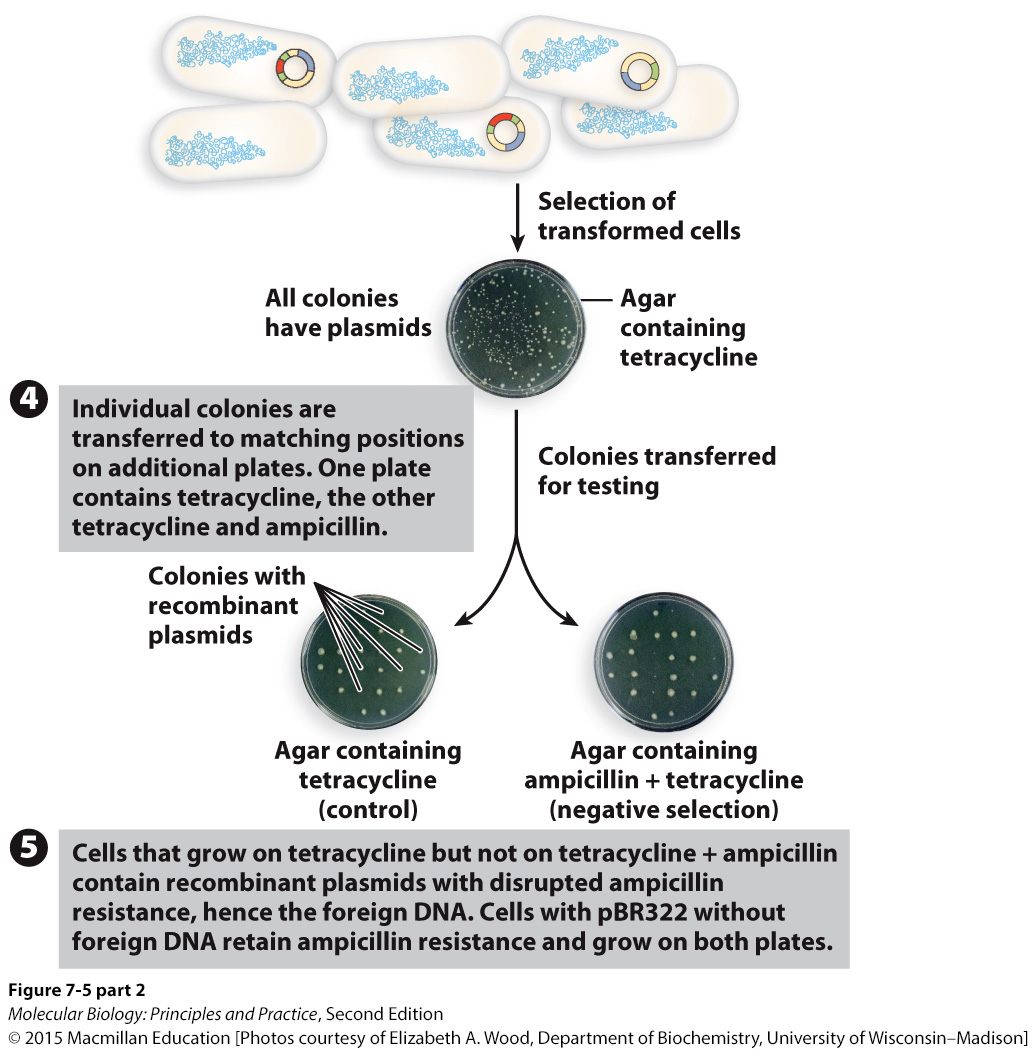 Selection of
transformed cells
All colonies
have plasmids
Agar
containing
tetracycline
4
Individual colonies are
transferred to matching positions
on additional plates. One plate
contains tetracycline, the other
tetracycline and ampicillin.
Colonies transferred
for testing
Colonies with
recombinant
plasmids
Agar containing
tetracycline
(control)
Agar containing
ampicillin + tetracycline
(negative selection)
5
Cells that grow on tetracycline but not on tetracycline + ampicillin
contain recombinant plasmids with disrupted ampicillin
resistance, hence the foreign DNA. Cells with pBR322 without
foreign DNA retain ampicillin resistance and grow on both plates.
Figure 7-5 part 2
Molecular Biology: Principles and Practice, Second Edition
© 2015 Macmillan Education [Photos courtesy of Elizabeth A. Wood, Department of Biochemistry, University of Wisconsin–Madison]